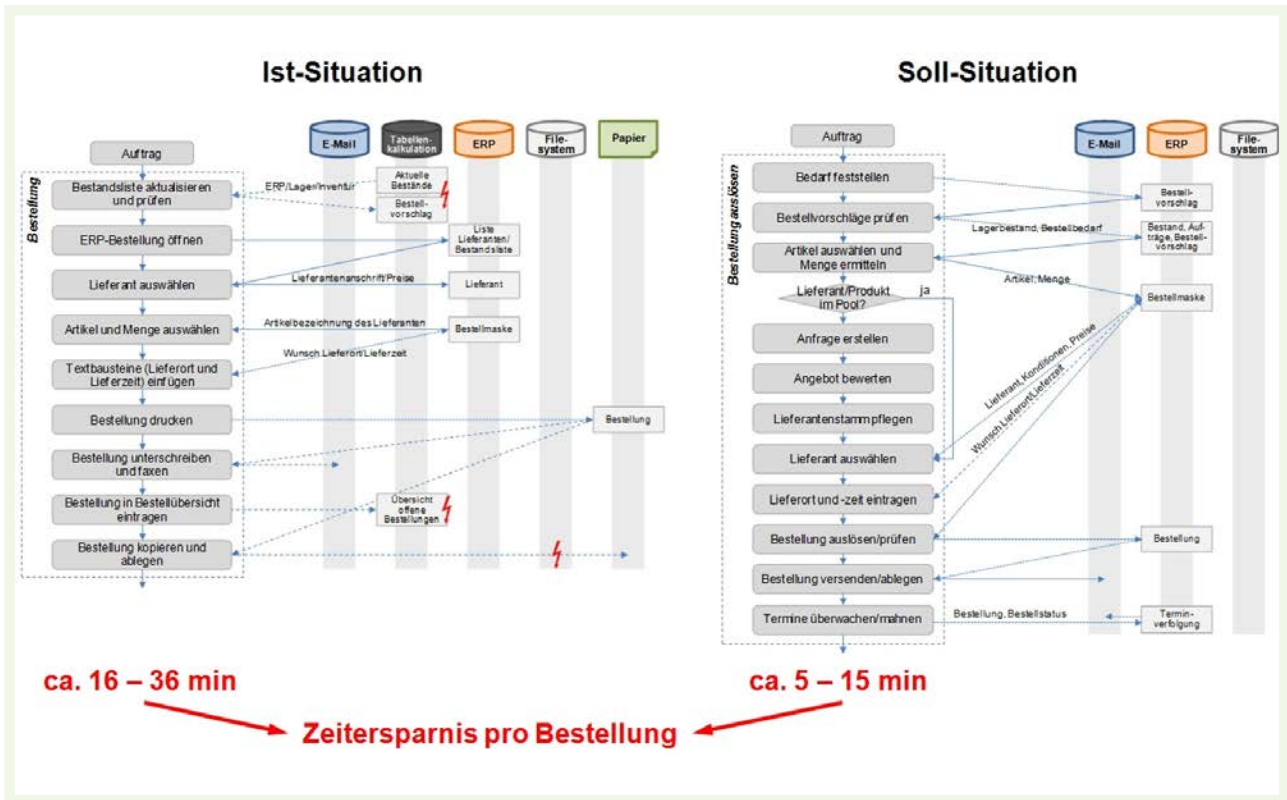 Ist-Situation
E-Mail
Tabellen-
kalkulation
ERP
File-
system
Papier
Auftrag
Bestellung
Bestandsliste aktualisieren
und prüfen
ERP/Lager/Inventur
Aktuelle
Bestände
Bestell-
vorschlag
ERP-Bestellung öffnen
Liste
Lieferanten/
Bestandsliste
Lieferant auswählen
Lieferantenanschrift/Preise
Lieferant
Artikel und Menge auswählen
Artikelbezeichnung des Lieferanten
Bestellmaske
Wunsch Lieferort/Lieferzeit
Textbausteine (Lieferort und
Lieferzeit) einfügen
Bestellung drucken
Bestellung
Bestellung unterschreiben
und faxen
Bestellung in Bestellübersicht
eintragen
Übersicht
offene
Bestellungen
Bestellung kopieren und
ablegen
ca. 16 – 36 min
Soll-Situation
E-Mail
ERP
File-
system
Auftrag
Bestellung auslösen
Bedarf feststellen
Bestell-
vorschlag
Bestellvorschläge prüfen
Lagerbestand, Bestellbedarf
Bestand, Auf-
träge, Bestell-
vorschlag
Artikel auswählen und
Menge ermitteln
Artikel, Menge
Lieferant/Produkt
im Pool?
ja
Bestellmaske
Anfrage erstellen
Angebot bewerten
Lieferant, Konditionen, Preise
Wunsch Lieferort/Lieferzeit
Lieferantenstamm pflegen
Lieferant auswählen
Lieferort und -zeit eintragen
Bestellung auslösen/prüfen
Bestellung
Bestellung versenden/ablegen
Termine überwachen/mahnen
Bestellung, Bestellstatus
Termin-
verfolgung
ca. 5 – 15 min
Zeitersparnis pro Bestellung